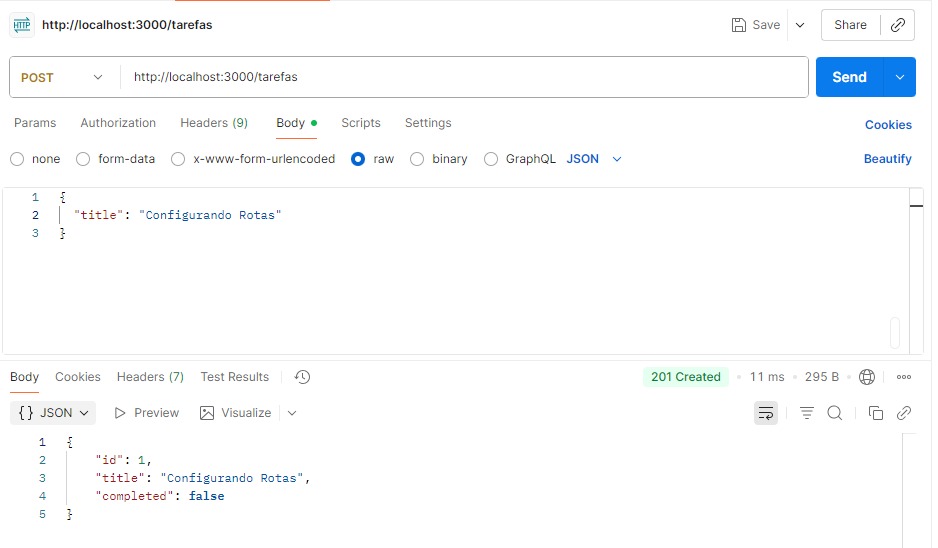 HTTP http://localhost:3000/tarefas Save Share
POST http://localhost:3000/tarefas Send
Params Authorization Headers (9) Body Scripts Settings Cookies
none form-data x-www-form-urlencoded raw binary GraphQL JSON Beautify
1 {
2 "title": "Configurando Rotas"
3 }
Body Cookies Headers (7) Test Results 201 Created 11 ms 295 B
{} JSON Preview Visualize
1 {
2 "id": 1,
3 "title": "Configurando Rotas",
4 "completed": false
5 }